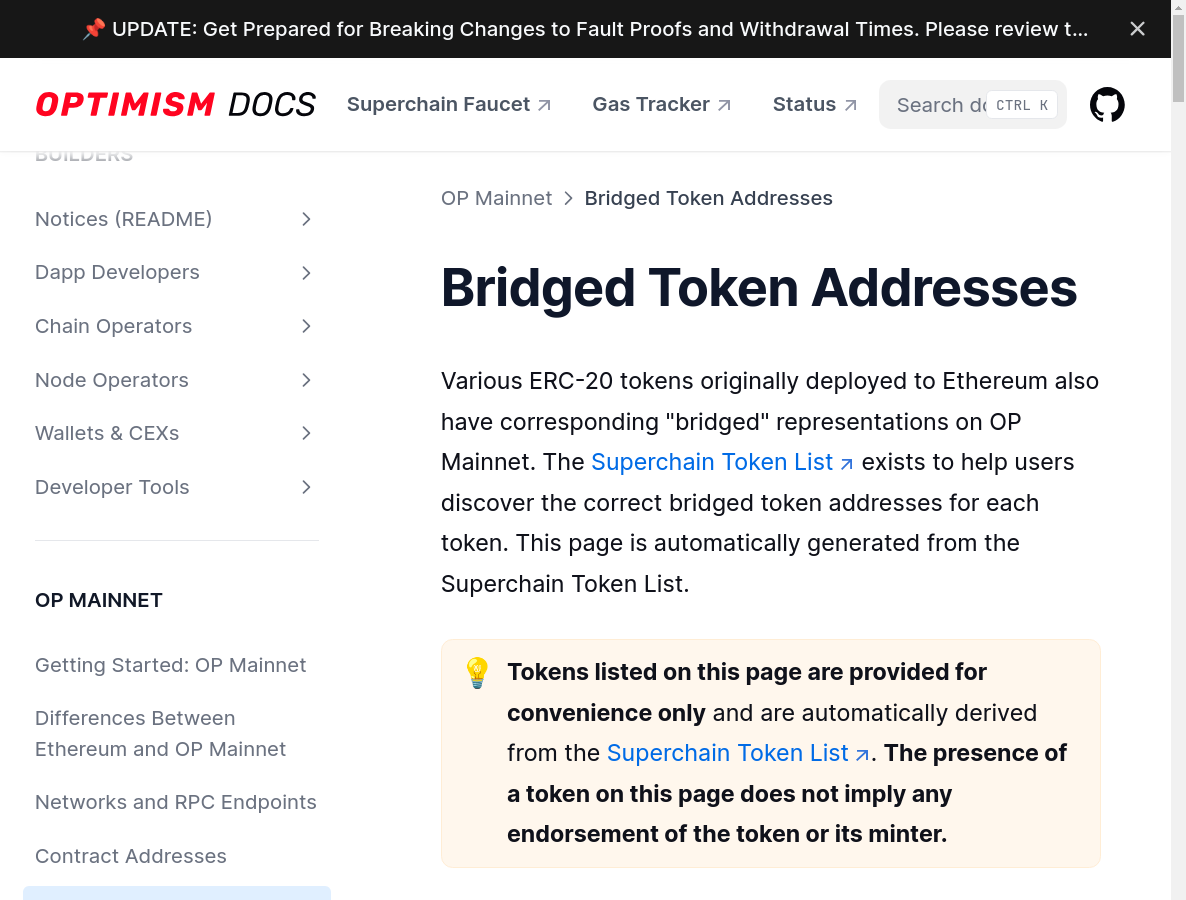 📌 UPDATE: Get Prepared for Breaking Changes to Fault Proofs and Withdrawal Times. Please review t...
OPTIMISM DOCS
Superchain Faucet
Gas Tracker
Status
Search do
CTRL K
BUILDERS
Notices (README)
Dapp Developers
Chain Operators
Node Operators
Wallets & CEXs
Developer Tools
OP MAINNET
Getting Started: OP Mainnet
Differences Between
Ethereum and OP Mainnet
Networks and RPC Endpoints
Contract Addresses
OP Mainnet > Bridged Token Addresses
Bridged Token Addresses
Various ERC-20 tokens originally deployed to Ethereum also
have corresponding "bridged" representations on OP
Mainnet. The Superchain Token List exists to help users
discover the correct bridged token addresses for each
token. This page is automatically generated from the
Superchain Token List.
Tokens listed on this page are provided for
convenience only and are automatically derived
from the Superchain Token List. The presence of
a token on this page does not imply any
endorsement of the token or its minter.